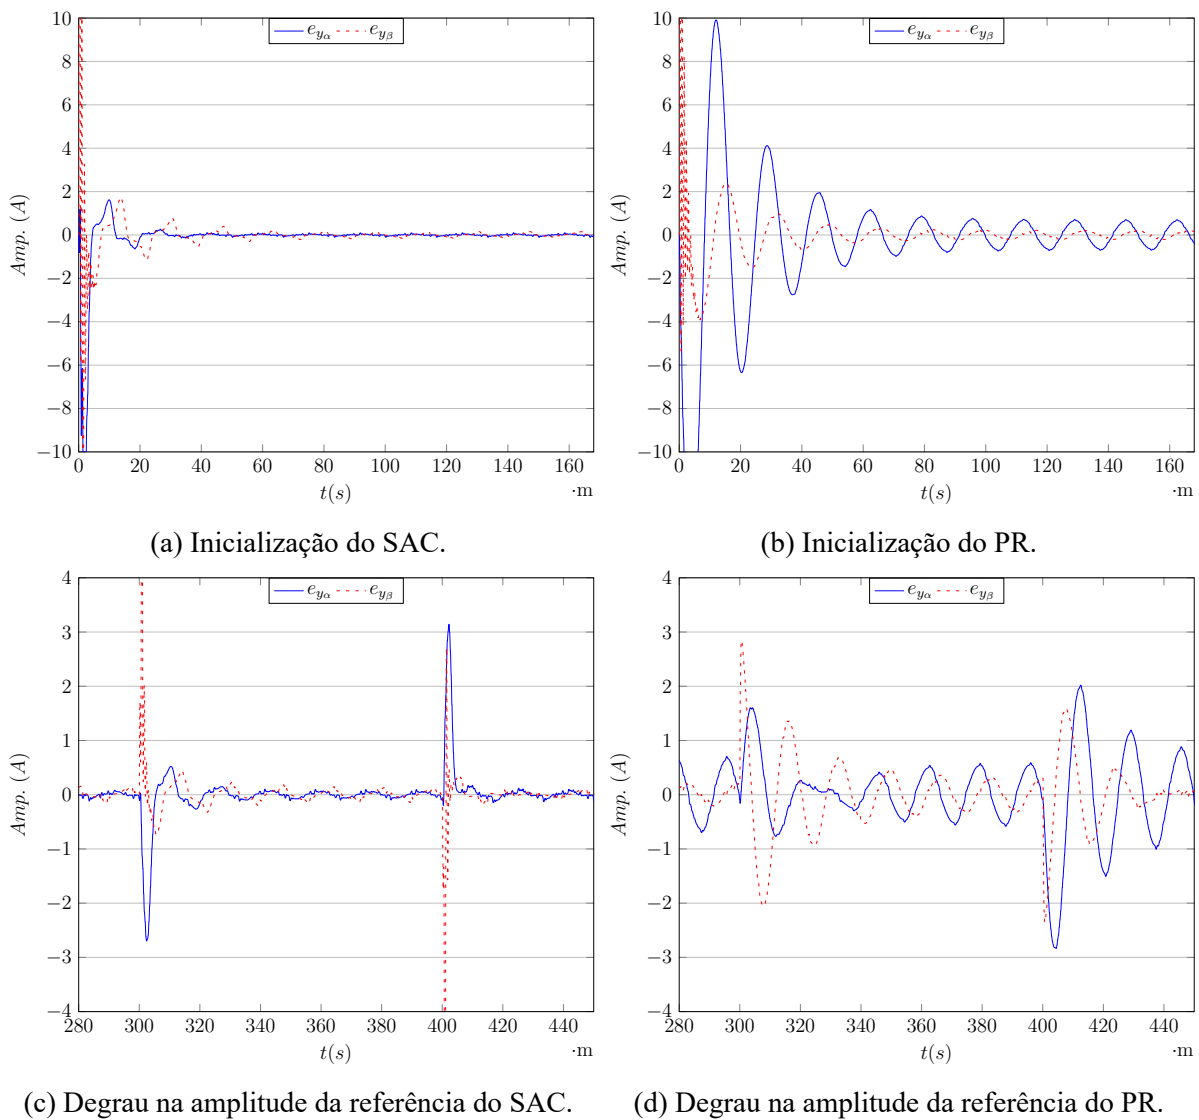 e_{y_α} e_{y_β}
10
8
6
4
2
0
−2
−4
−6
−8
−10
Amp. (A)
0 20 40 60 80 100 120 140 160
t(s)
·m
(a) Inicialização do SAC.
e_{y_α} e_{y_β}
10
8
6
4
2
0
−2
−4
−6
−8
−10
Amp. (A)
0 20 40 60 80 100 120 140 160
t(s)
·m
(b) Inicialização do PR.
e_{y_α} e_{y_β}
4
3
2
1
0
−1
−2
−3
−4
Amp. (A)
280 300 320 340 360 380 400 420 440
t(s)
·m
(c) Degrau na amplitude da referência do SAC.
e_{y_α} e_{y_β}
4
3
2
1
0
−1
−2
−3
−4
Amp. (A)
280 300 320 340 360 380 400 420 440
t(s)
·m
(d) Degrau na amplitude da referência do PR.